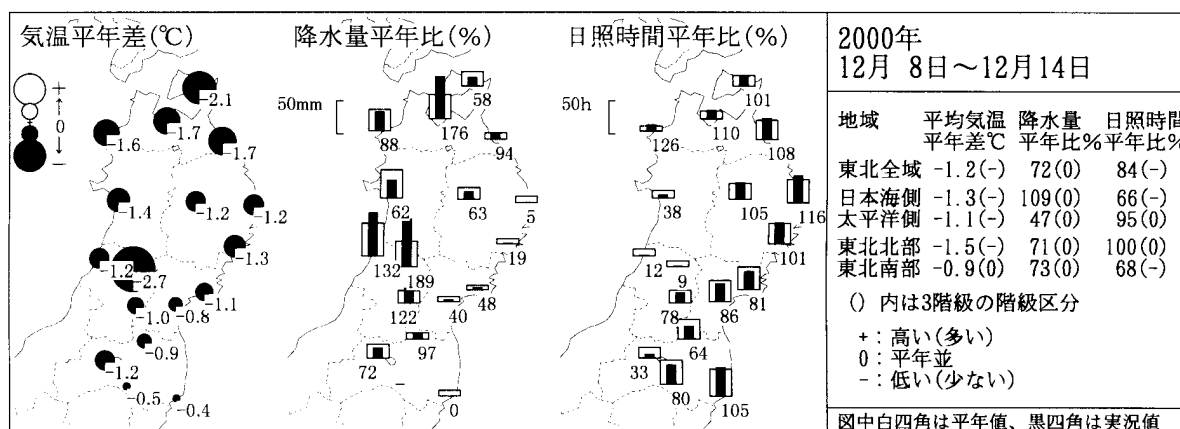 気温平年差(℃)
+
↑
0
↓
−
-2.1
-1.7
-1.6
-1.7
-1.4
-1.2
-1.2
-1.3
-1.2
-2.7
-1.1
-1.0
-0.8
-0.9
-1.2
-0.5
-0.4
降水量平年比(%)
50mm
58
176
88
94
62
63
5
19
132
189
48
122
40
97
72
0
日照時間平年比(%)
50h
101
110
126
108
38
105
116
101
12
9
81
78
86
64
33
80
105
2000年
12月 8日～12月14日
地域 平均気温 降水量 日照時間
平年差℃ 平年比% 平年比%
東北全域 -1.2(-) 72(0) 84(-)
日本海側 -1.3(-) 109(0) 66(-)
太平洋側 -1.1(-) 47(0) 95(0)
東北北部 -1.5(-) 71(0) 100(0)
東北南部 -0.9(0) 73(0) 68(-)
() 内は3階級の階級区分
+：高い(多い)
0：平年並
-：低い(少ない)
図中白四角は平年値、黒四角は実況値